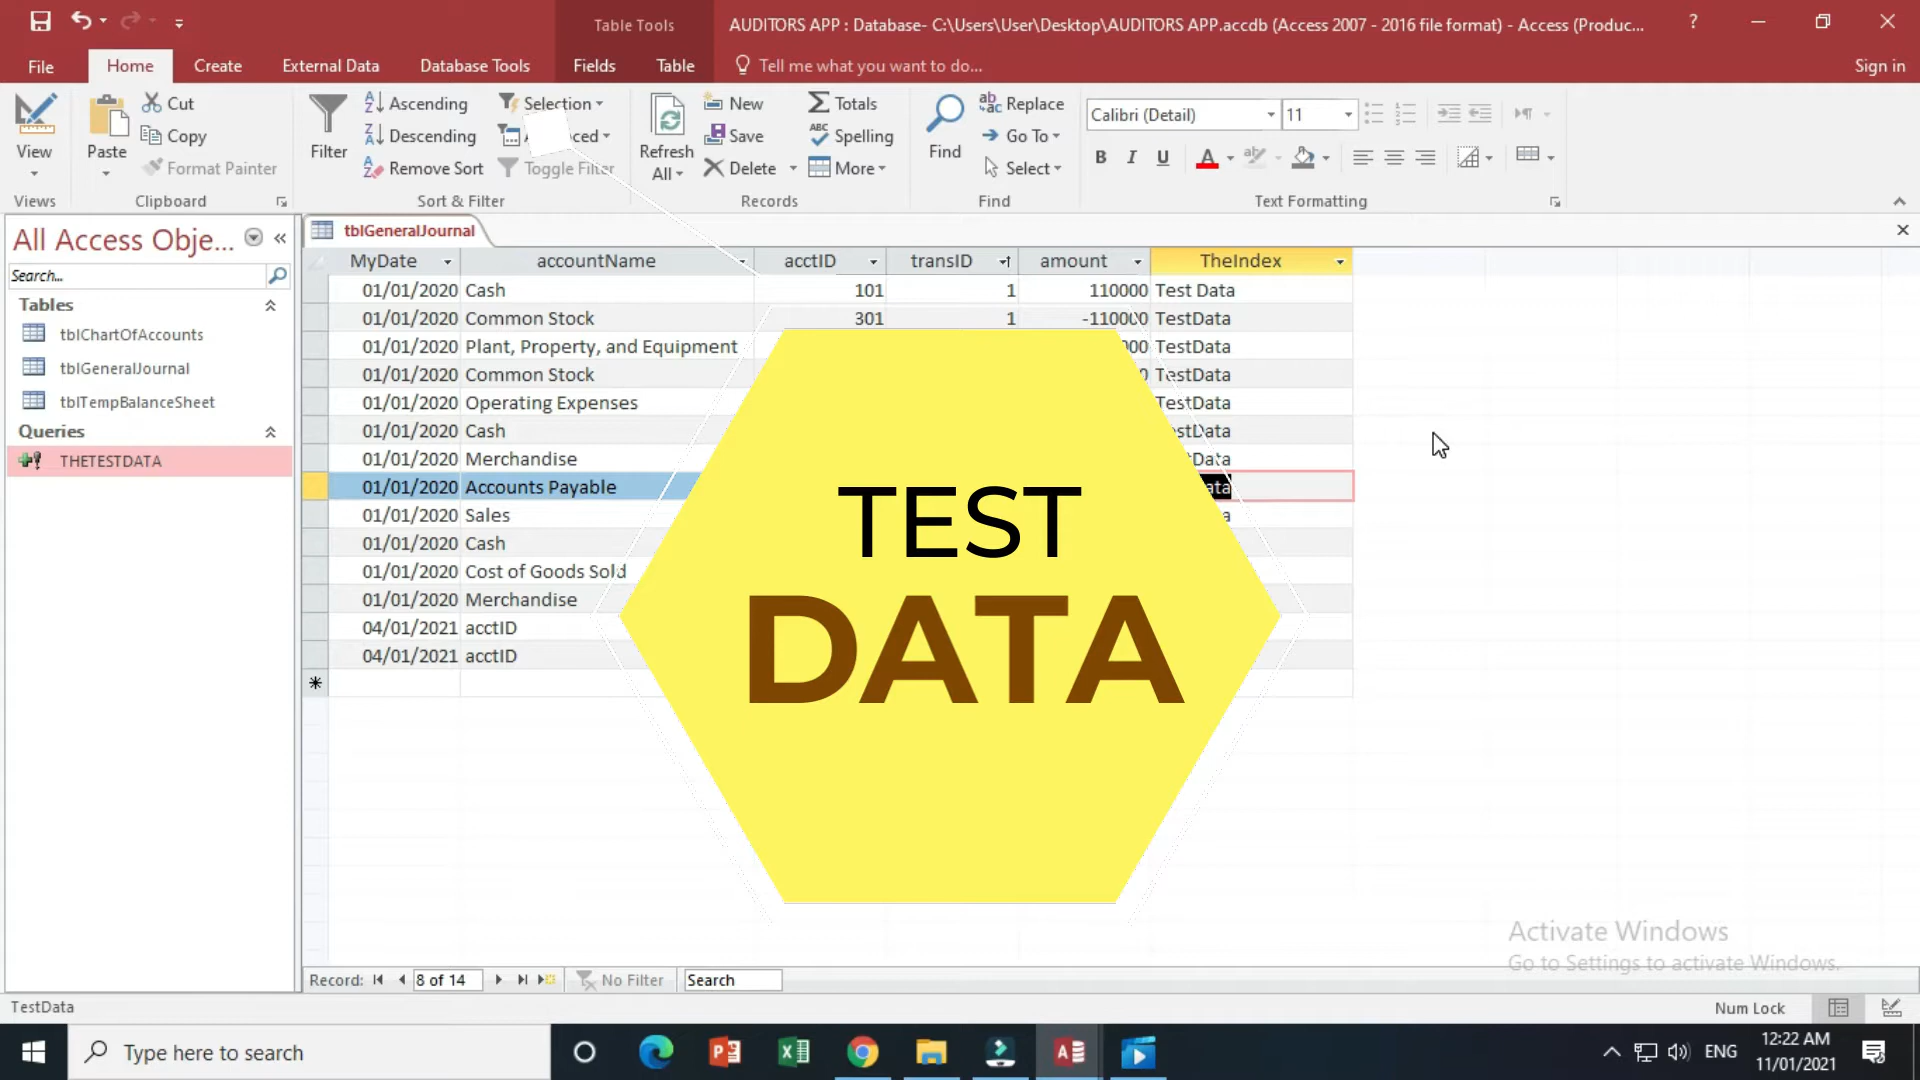 Table Tools
AUDITORS APP : Database- C:\Users\User\Desktop\AUDITORS APP.accdb (Access 2007 - 2016 file format) - Access (Produc...
?
File
Home
Create
External Data
Database Tools
Fields
Table
Tell me what you want to do...
Sign in
View
Views
Paste
Cut
Copy
Format Painter
Clipboard
Filter
Ascending
Descending
Remove Sort
Selection
Toggle Filter
Sort & Filter
Refresh
All
New
Save
Delete
Totals
Spelling
More
Records
Find
Replace
Go To
Select
Find
Calibri (Detail)
11
B I U
Text Formatting
All Access Obje...
Search...
Tables
tblChartOfAccounts
tblGeneralJournal
tblTempBalanceSheet
Queries
THETESTDATA
tblGeneralJournal
MyDate accountName acctID transID amount TheIndex
01/01/2020 Cash 101 1 110000 Test Data
01/01/2020 Common Stock 301 1 -110000 TestData
01/01/2020 Plant, Property, and Equipment TestData
01/01/2020 Common Stock TestData
01/01/2020 Operating Expenses TestData
01/01/2020 Cash
01/01/2020 Merchandise
01/01/2020 Accounts Payable
01/01/2020 Sales
01/01/2020 Cash
01/01/2020 Cost of Goods Sold
01/01/2020 Merchandise
04/01/2021 acctID
04/01/2021 acctID
TEST
DATA
Activate Windows
Go to Settings to activate Windows.
Record: 8 of 14 No Filter Search
TestData
Num Lock
Type here to search
ENG
12:22 AM
11/01/2021